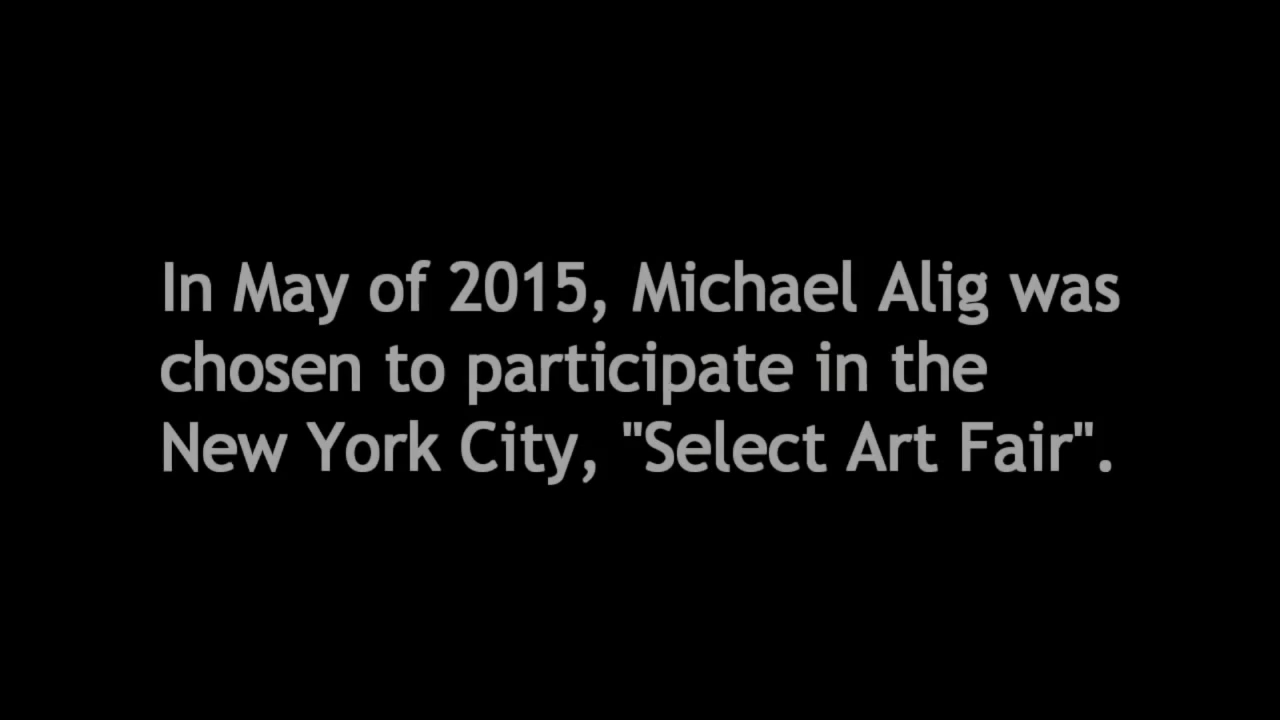 In May of 2015, Michael Alig was
chosen to participate in the
New York City, "Select Art Fair".